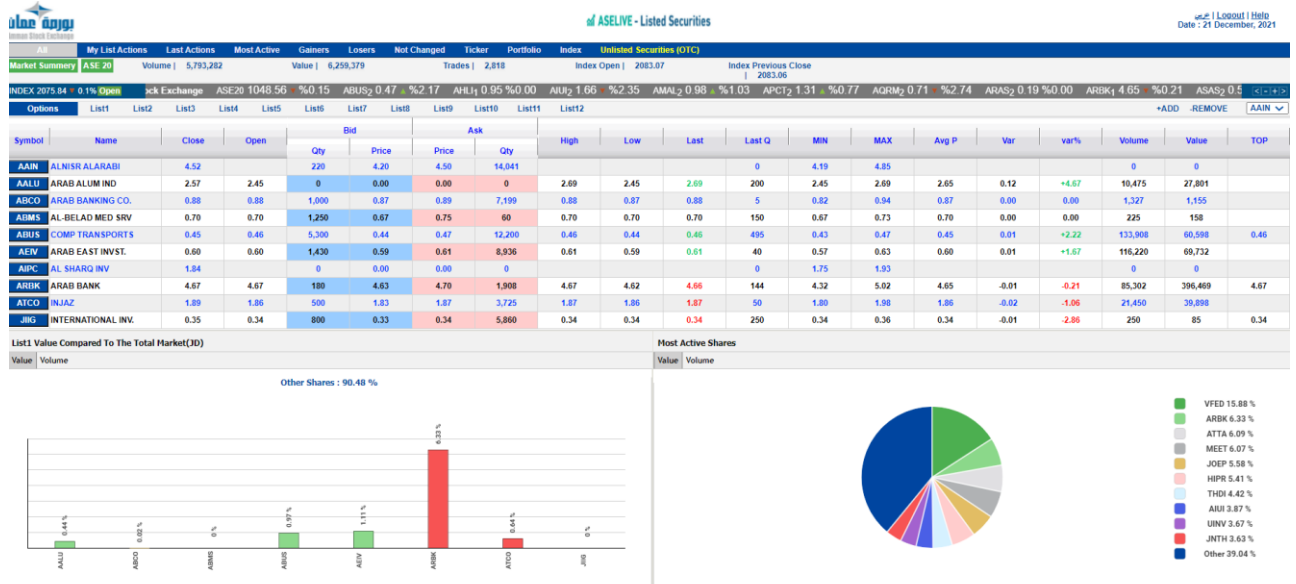 بورصة عمان
Amman Stock Exchange
ASELIVE - Listed Securities
عربي | Logout | Help
Date : 21 December, 2021
All My List Actions Last Actions Most Active Gainers Losers Not Changed Ticker Portfolio Index Unlisted Securities (OTC)
Market Summary ASE 20 Volume | 5,793,282 Value | 6,259,379 Trades | 2,818 Index Open | 2083.07 Index Previous Close
| 2083.06
INDEX 2075.84 ▼ 0.1% Open ock Exchange ASE20 1048.56 ▼ %0.15 ABUS2 0.47 ▲ %2.17 AHLI1 0.95 %0.00 AIUI2 1.66 ▼ %2.35 AMAL2 0.98 ▲ %1.03 APCT2 1.31 ▲ %0.77 AQRM2 0.71 ▼ %2.74 ARAS2 0.19 %0.00 ARBK1 4.65 ▼ %0.21 ASAS2 0.5 < - + >
Options List1 List2 List3 List4 List5 List6 List7 List8 List9 List10 List11 List12 +ADD -REMOVE AAIN
Symbol Name Close Open Bid Ask High Low Last Last Q MIN MAX Avg P Var var% Volume Value TOP
Qty Price Price Qty
AAIN ALNISR ALARABI 4.52 220 4.20 4.50 14,041 0 4.19 4.85 0 0
AALU ARAB ALUM IND 2.57 2.45 0 0.00 0.00 0 2.69 2.45 2.69 200 2.45 2.69 2.65 0.12 +4.67 10,475 27,801
ABCO ARAB BANKING CO. 0.88 0.88 1,000 0.87 0.89 7,199 0.88 0.87 0.88 5 0.82 0.94 0.87 0.00 0.00 1,327 1,155
ABMS AL-BELAD MED SRV 0.70 0.70 1,250 0.67 0.75 60 0.70 0.70 0.70 150 0.67 0.73 0.70 0.00 0.00 225 158
ABUS COMP TRANSPORTS 0.45 0.46 5,300 0.44 0.47 12,200 0.46 0.44 0.46 495 0.43 0.47 0.45 0.01 +2.22 133,908 60,598 0.46
AEIV ARAB EAST INVST. 0.60 0.60 1,430 0.59 0.61 8,936 0.61 0.59 0.61 40 0.57 0.63 0.60 0.01 +1.67 116,220 69,732
AIPC AL SHARQ INV 1.84 0 0.00 0.00 0 0 1.75 1.93 0 0
ARBK ARAB BANK 4.67 4.67 180 4.63 4.70 1,908 4.67 4.62 4.66 144 4.32 5.02 4.65 -0.01 -0.21 85,302 396,469 4.67
ATCO INJAZ 1.89 1.86 500 1.83 1.87 3,725 1.87 1.86 1.87 50 1.80 1.98 1.86 -0.02 -1.06 21,450 39,898
JIIG INTERNATIONAL INV. 0.35 0.34 800 0.33 0.34 5,860 0.34 0.34 0.34 250 0.34 0.36 0.34 -0.01 -2.86 250 85 0.34
List1 Value Compared To The Total Market(JD) Most Active Shares
Value Volume Value Volume
Other Shares : 90.48 %
0.44 % 0.02 % 0 % 0.97 % 1.11 % 6.33 % 0.64 % 0 %
AALU ABCO ABMS ABUS AEIV ARBK ATCO JIIG
VFED 15.88 %
ARBK 6.33 %
ATTA 6.09 %
MEET 6.07 %
JOEP 5.58 %
HIPR 5.41 %
THDI 4.42 %
AIUI 3.87 %
UINV 3.67 %
JNTH 3.63 %
Other 39.04 %